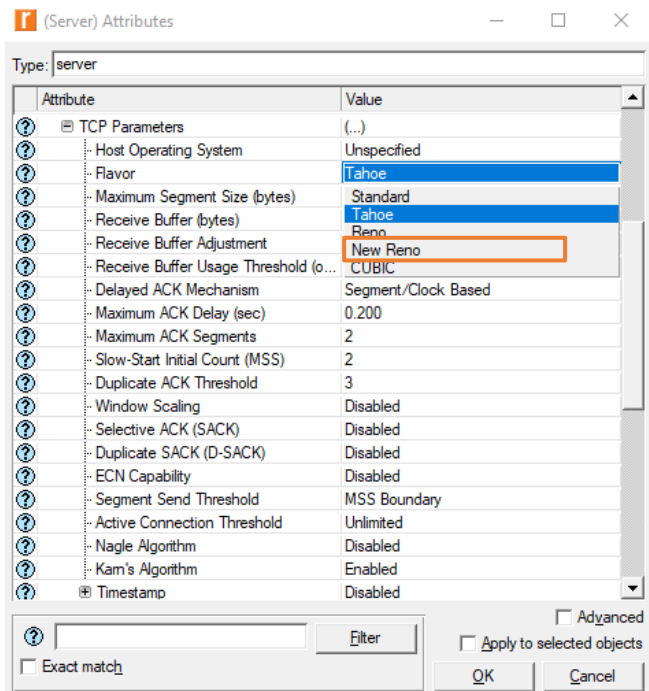 (Server) Attributes
Type: server
Attribute Value
TCP Parameters (...)
Host Operating System Unspecified
Flavor Tahoe
Maximum Segment Size (bytes) Standard
Tahoe
Receive Buffer (bytes) Reno
Receive Buffer Adjustment New Reno
Receive Buffer Usage Threshold (o... CUBIC
Delayed ACK Mechanism Segment/Clock Based
Maximum ACK Delay (sec) 0.200
Maximum ACK Segments 2
Slow-Start Initial Count (MSS) 2
Duplicate ACK Threshold 3
Window Scaling Disabled
Selective ACK (SACK) Disabled
Duplicate SACK (D-SACK) Disabled
ECN Capability Disabled
Segment Send Threshold MSS Boundary
Active Connection Threshold Unlimited
Nagle Algorithm Disabled
Karn's Algorithm Enabled
Timestamp Disabled
Advanced
Filter Apply to selected objects
Exact match OK Cancel